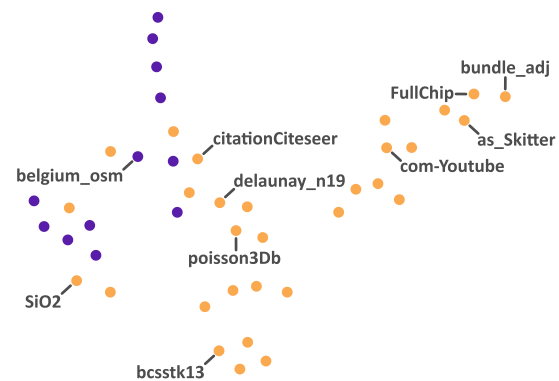 bundle_adj
FullChip
as_Skitter
citationCiteseer
com-Youtube
belgium_osm
delaunay_n19
poisson3Db
SiO2
bcsstk13